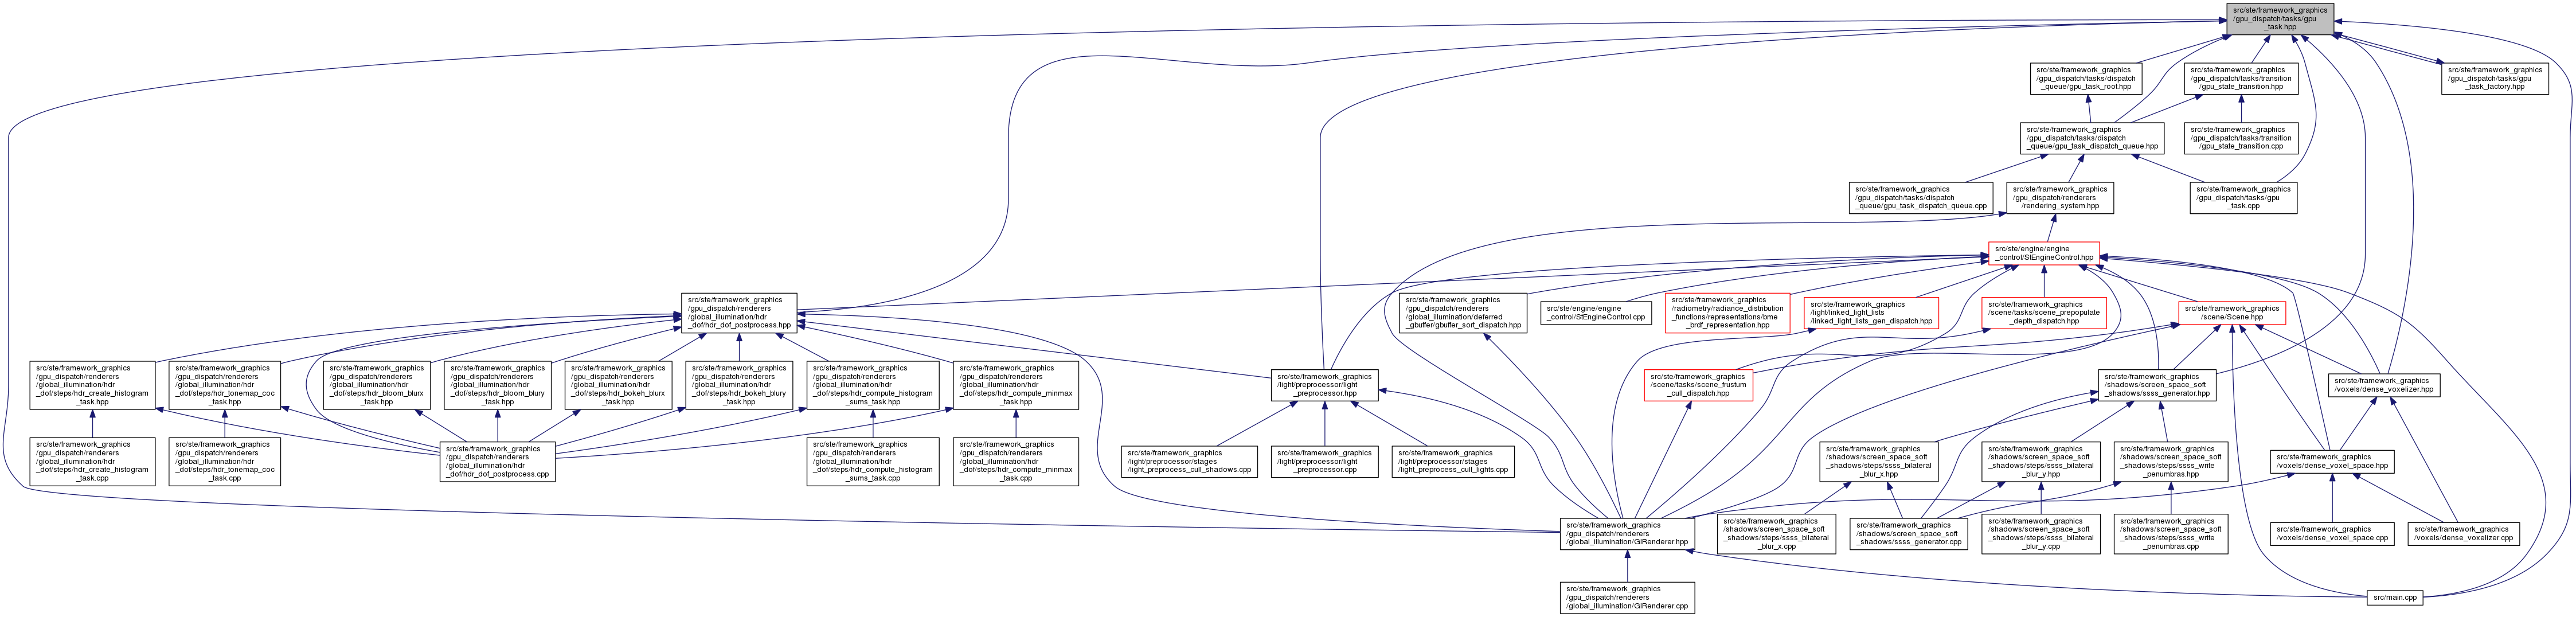 src/ste/framework_graphics
/gpu_dispatch/tasks/gpu
_task.hpp
src/ste/framework_graphics
/gpu_dispatch/tasks/dispatch
_queue/gpu_task_root.hpp
src/ste/framework_graphics
/gpu_dispatch/tasks/transition
/gpu_state_transition.hpp
src/ste/framework_graphics
/gpu_dispatch/tasks/gpu
_task_factory.hpp
src/ste/framework_graphics
/gpu_dispatch/tasks/dispatch
_queue/gpu_task_dispatch_queue.hpp
src/ste/framework_graphics
/gpu_dispatch/tasks/transition
/gpu_state_transition.cpp
src/ste/framework_graphics
/gpu_dispatch/tasks/dispatch
_queue/gpu_task_dispatch_queue.cpp
src/ste/framework_graphics
/gpu_dispatch/renderers
/rendering_system.hpp
src/ste/framework_graphics
/gpu_dispatch/tasks/gpu
_task.cpp
src/ste/engine/engine
_control/StEngineControl.hpp
src/ste/framework_graphics
/gpu_dispatch/renderers
/global_illumination/hdr
_dof/hdr_dof_postprocess.hpp
src/ste/framework_graphics
/gpu_dispatch/renderers
/global_illumination/deferred
_gbuffer/gbuffer_sort_dispatch.hpp
src/ste/engine/engine
_control/StEngineControl.cpp
src/ste/framework_graphics
/radiometry/radiance_distribution
_functions/representations/bme
_brdf_representation.hpp
src/ste/framework_graphics
/light/linked_light_lists
/linked_light_lists_gen_dispatch.hpp
src/ste/framework_graphics
/scene/tasks/scene_prepopulate
_depth_dispatch.hpp
src/ste/framework_graphics
/scene/Scene.hpp
src/ste/framework_graphics
/gpu_dispatch/renderers
/global_illumination/hdr
_dof/steps/hdr_create_histogram
_task.hpp
src/ste/framework_graphics
/gpu_dispatch/renderers
/global_illumination/hdr
_dof/steps/hdr_tonemap_coc
_task.hpp
src/ste/framework_graphics
/gpu_dispatch/renderers
/global_illumination/hdr
_dof/steps/hdr_bloom_blurx
_task.hpp
src/ste/framework_graphics
/gpu_dispatch/renderers
/global_illumination/hdr
_dof/steps/hdr_bloom_blury
_task.hpp
src/ste/framework_graphics
/gpu_dispatch/renderers
/global_illumination/hdr
_dof/steps/hdr_bokeh_blurx
_task.hpp
src/ste/framework_graphics
/gpu_dispatch/renderers
/global_illumination/hdr
_dof/steps/hdr_bokeh_blury
_task.hpp
src/ste/framework_graphics
/gpu_dispatch/renderers
/global_illumination/hdr
_dof/steps/hdr_compute_histogram
_sums_task.hpp
src/ste/framework_graphics
/gpu_dispatch/renderers
/global_illumination/hdr
_dof/steps/hdr_compute_minmax
_task.hpp
src/ste/framework_graphics
/light/preprocessor/light
_preprocessor.hpp
src/ste/framework_graphics
/scene/tasks/scene_frustum
_cull_dispatch.hpp
src/ste/framework_graphics
/shadows/screen_space_soft
_shadows/ssss_generator.hpp
src/ste/framework_graphics
/voxels/dense_voxelizer.hpp
src/ste/framework_graphics
/gpu_dispatch/renderers
/global_illumination/hdr
_dof/steps/hdr_create_histogram
_task.cpp
src/ste/framework_graphics
/gpu_dispatch/renderers
/global_illumination/hdr
_dof/steps/hdr_tonemap_coc
_task.cpp
src/ste/framework_graphics
/gpu_dispatch/renderers
/global_illumination/hdr
_dof/hdr_dof_postprocess.cpp
src/ste/framework_graphics
/gpu_dispatch/renderers
/global_illumination/hdr
_dof/steps/hdr_compute_histogram
_sums_task.cpp
src/ste/framework_graphics
/gpu_dispatch/renderers
/global_illumination/hdr
_dof/steps/hdr_compute_minmax
_task.cpp
src/ste/framework_graphics
/light/preprocessor/stages
/light_preprocess_cull_shadows.cpp
src/ste/framework_graphics
/light/preprocessor/light
_preprocessor.cpp
src/ste/framework_graphics
/light/preprocessor/stages
/light_preprocess_cull_lights.cpp
src/ste/framework_graphics
/shadows/screen_space_soft
_shadows/steps/ssss_bilateral
_blur_x.hpp
src/ste/framework_graphics
/shadows/screen_space_soft
_shadows/steps/ssss_bilateral
_blur_y.hpp
src/ste/framework_graphics
/shadows/screen_space_soft
_shadows/steps/ssss_write
_penumbras.hpp
src/ste/framework_graphics
/voxels/dense_voxel_space.hpp
src/ste/framework_graphics
/gpu_dispatch/renderers
/global_illumination/GIRenderer.hpp
src/ste/framework_graphics
/shadows/screen_space_soft
_shadows/steps/ssss_bilateral
_blur_x.cpp
src/ste/framework_graphics
/shadows/screen_space_soft
_shadows/ssss_generator.cpp
src/ste/framework_graphics
/shadows/screen_space_soft
_shadows/steps/ssss_bilateral
_blur_y.cpp
src/ste/framework_graphics
/shadows/screen_space_soft
_shadows/steps/ssss_write
_penumbras.cpp
src/ste/framework_graphics
/voxels/dense_voxel_space.cpp
src/ste/framework_graphics
/voxels/dense_voxelizer.cpp
src/ste/framework_graphics
/gpu_dispatch/renderers
/global_illumination/GIRenderer.cpp
src/main.cpp